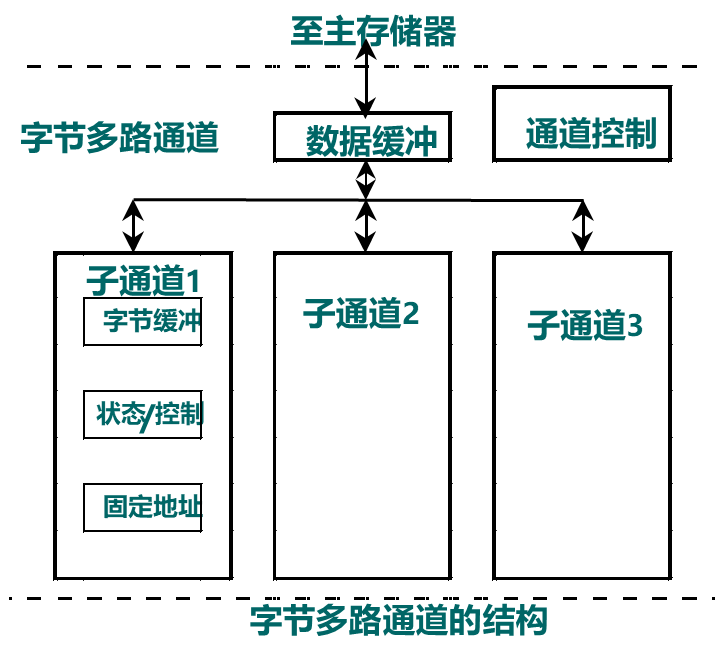 至主存储器
字节多路通道
数据缓冲
通道控制
子通道1
字节缓冲
状态/控制
固定地址
子通道2
子通道3
字节多路通道的结构